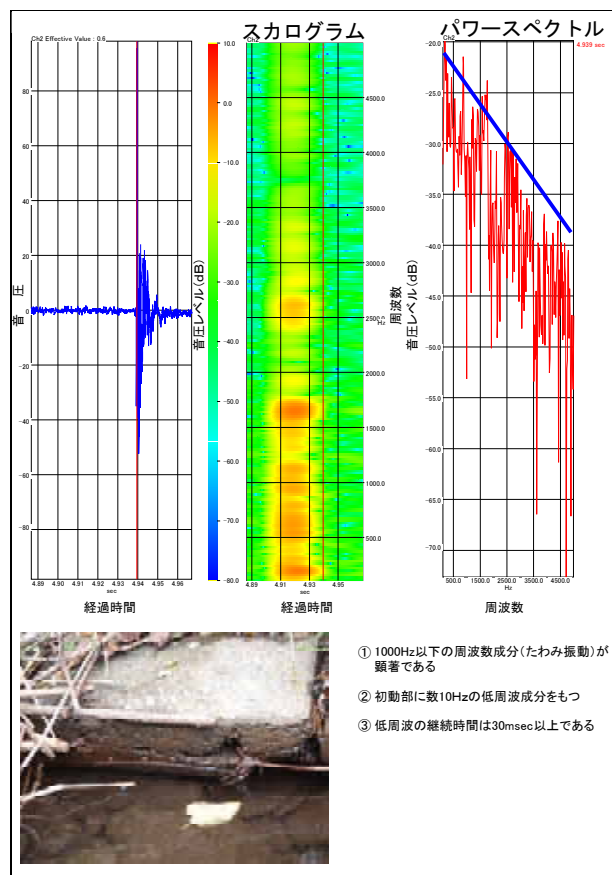 スカログラム
パワースペクトル
Ch2 Effective Value : 0.6
80
60
40
20
0
-20
-40
-60
-80
音圧
4.89 4.90 4.91 4.92 4.93 4.94 4.95 4.96
sec
経過時間
10.0
0.0
-10.0
-20.0
-30.0
-40.0
-50.0
-60.0
-70.0
-80.0
音圧レベル(dB)
Ch2
4500.0
4000.0
3500.0
3000.0
2500.0
2000.0
1500.0
1000.0
500.0
Hz
周波数
4.89 4.91 4.93 4.95
sec
経過時間
Ch2
4.939 sec
-20.0
-25.0
-30.0
-35.0
-40.0
-45.0
-50.0
-55.0
-60.0
-65.0
-70.0
音圧レベル(dB)
500.0 1500.0 2500.0 3500.0 4500.0
Hz
周波数
① 1000Hz以下の周波数成分(たわみ振動)が
顕著である
② 初動部に数10Hzの低周波成分をもつ
③ 低周波の継続時間は30msec以上である